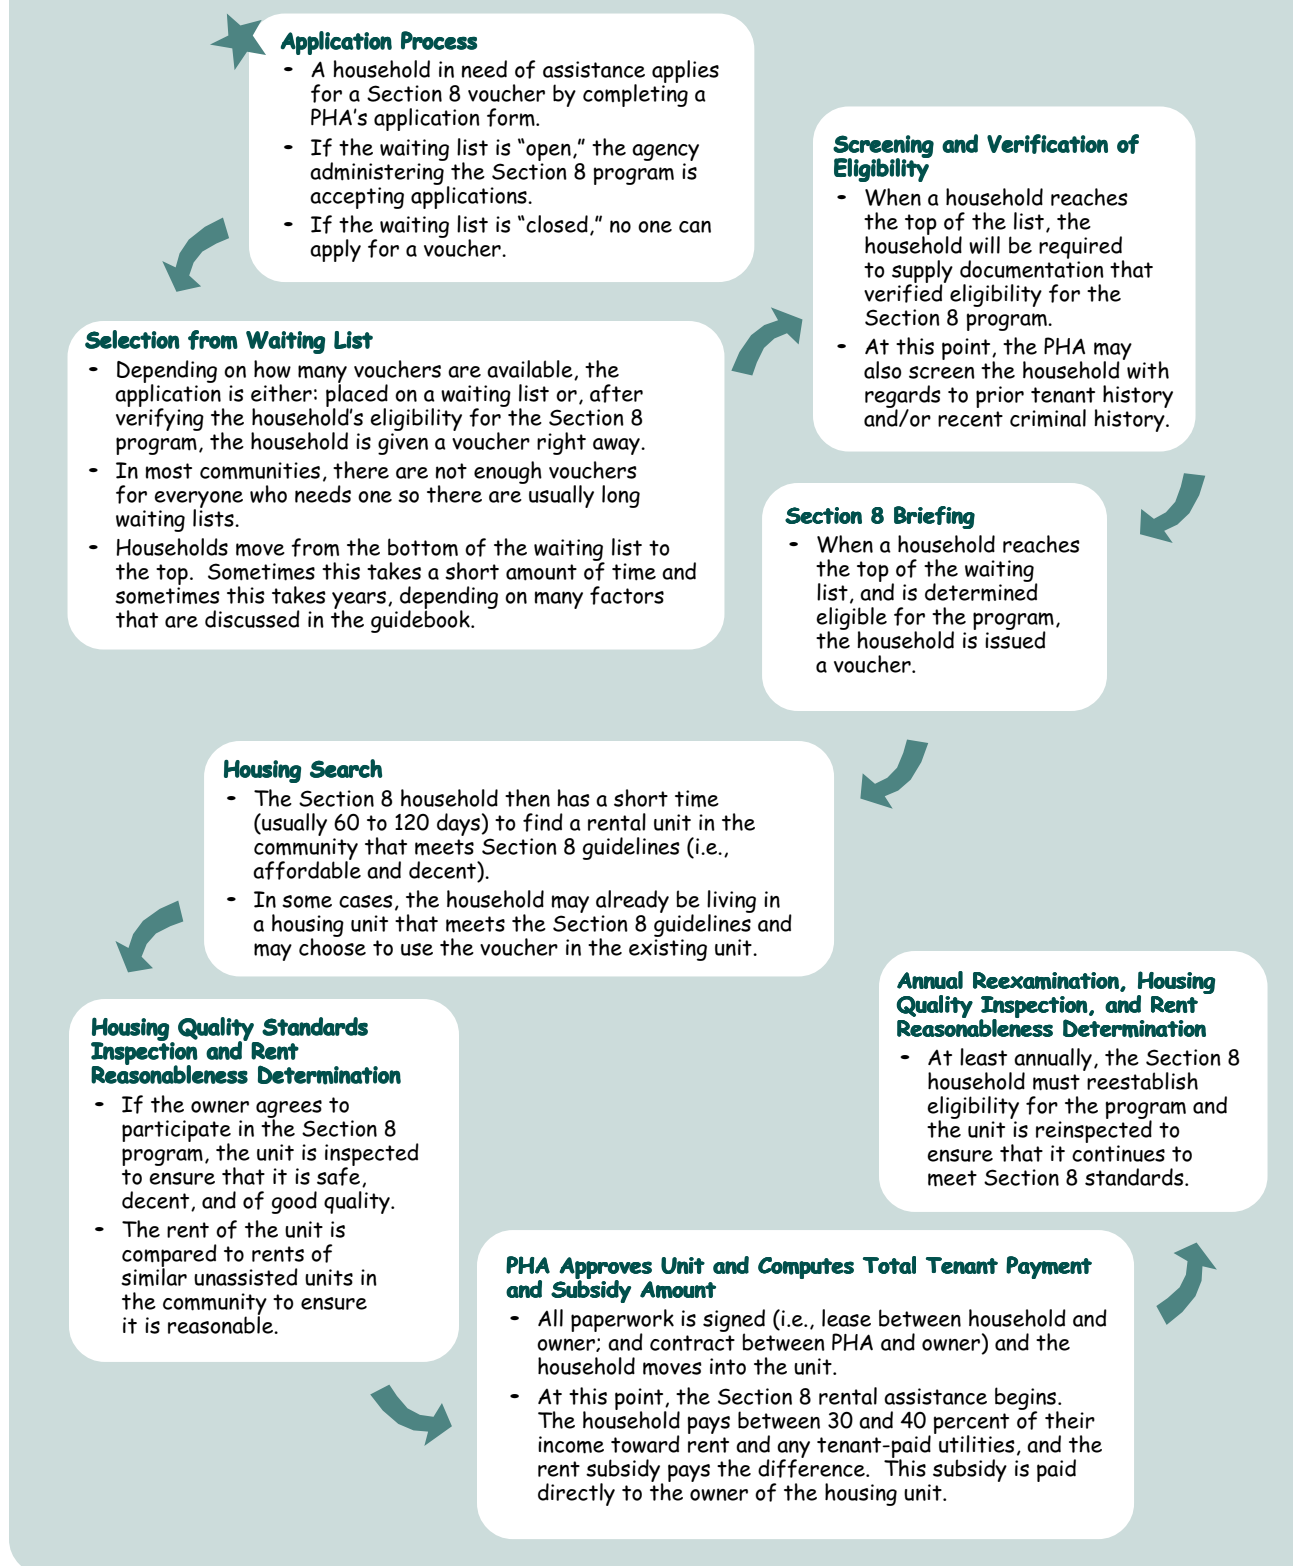 Application Process
- A household in need of assistance applies
for a Section 8 voucher by completing a
PHA's application form.
- If the waiting list is “open,” the agency
administering the Section 8 program is
accepting applications.
- If the waiting list is “closed,” no one can
apply for a voucher.
Selection from Waiting List
- Depending on how many vouchers are available, the
application is either: placed on a waiting list or, after
verifying the household's eligibility for the Section 8
program, the household is given a voucher right away.
- In most communities, there are not enough vouchers
for everyone who needs one so there are usually long
waiting lists.
- Households move from the bottom of the waiting list to
the top. Sometimes this takes a short amount of time and
sometimes this takes years, depending on many factors
that are discussed in the guidebook.
Screening and Verification of
Eligibility
- When a household reaches
the top of the list, the
household will be required
to supply documentation that
verified eligibility for the
Section 8 program.
- At this point, the PHA may
also screen the household with
regards to prior tenant history
and/or recent criminal history.
Section 8 Briefing
- When a household reaches
the top of the waiting
list, and is determined
eligible for the program,
the household is issued
a voucher.
Housing Search
- The Section 8 household then has a short time
(usually 60 to 120 days) to find a rental unit in the
community that meets Section 8 guidelines (i.e.,
affordable and decent).
- In some cases, the household may already be living in
a housing unit that meets the Section 8 guidelines and
may choose to use the voucher in the existing unit.
Housing Quality Standards
Inspection and Rent
Reasonableness Determination
- If the owner agrees to
participate in the Section 8
program, the unit is inspected
to ensure that it is safe,
decent, and of good quality.
- The rent of the unit is
compared to rents of
similar unassisted units in
the community to ensure
it is reasonable.
PHA Approves Unit and Computes Total Tenant Payment
and Subsidy Amount
- All paperwork is signed (i.e., lease between household and
owner; and contract between PHA and owner) and the
household moves into the unit.
- At this point, the Section 8 rental assistance begins.
The household pays between 30 and 40 percent of their
income toward rent and any tenant-paid utilities, and the
rent subsidy pays the difference. This subsidy is paid
directly to the owner of the housing unit.
Annual Reexamination, Housing
Quality Inspection, and Rent
Reasonableness Determination
- At least annually, the Section 8
household must reestablish
eligibility for the program and
the unit is reinspected to
ensure that it continues to
meet Section 8 standards.